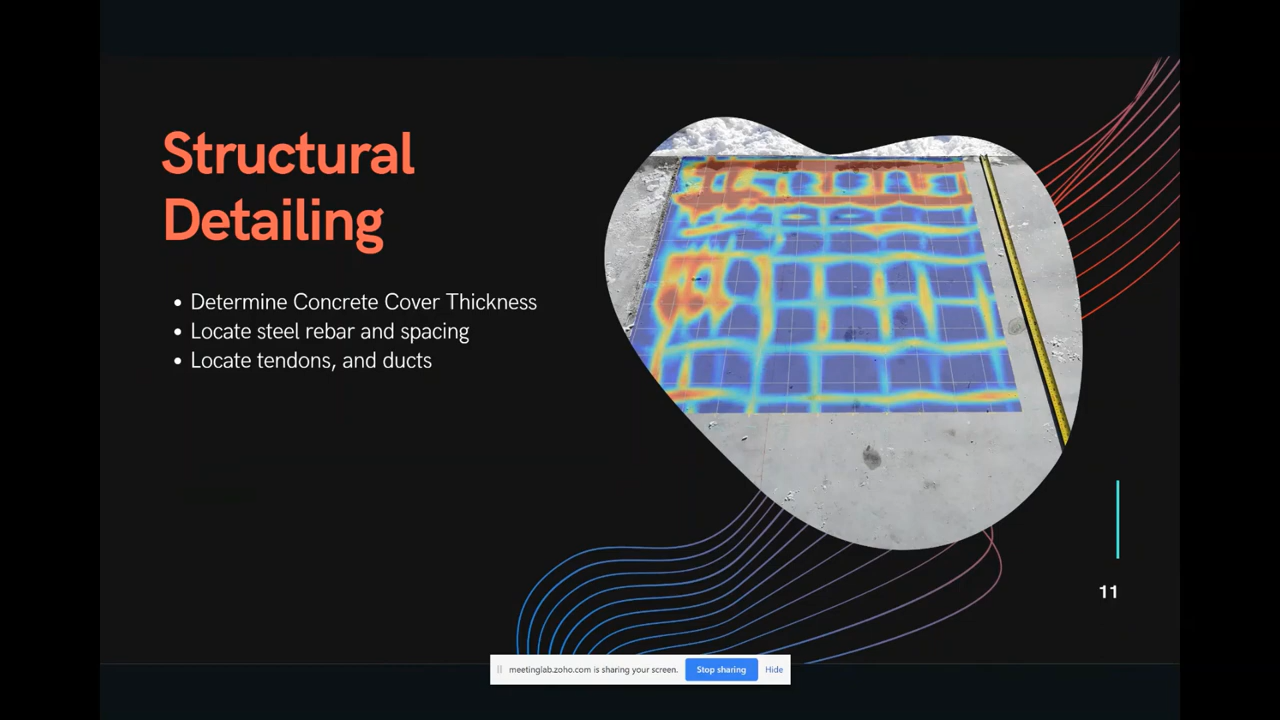 Structural
Detailing
• Determine Concrete Cover Thickness
• Locate steel rebar and spacing
• Locate tendons, and ducts
11
meetinglab.zoho.com is sharing your screen. Stop sharing Hide